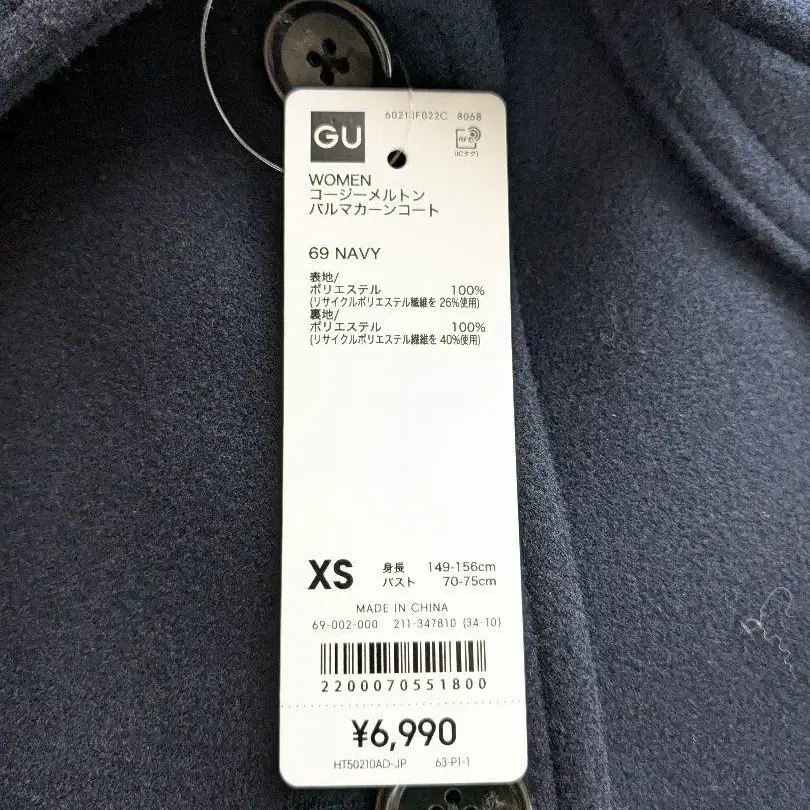 60213F022C 8068
GU
RFID
(ICタグ)
WOMEN
コージーメルトン
バルマカーンコート
69 NAVY
表地/
ポリエステル 100%
(リサイクルポリエステル繊維を 26%使用)
裏地/
ポリエステル 100%
(リサイクルポリエステル繊維を 40%使用)
XS 身長 149-156cm
バスト 70-75cm
MADE IN CHINA
69-002-000 211-347810 (34-10)
2200070551800
¥6,990
HT50210AD-JP 63-P1-1